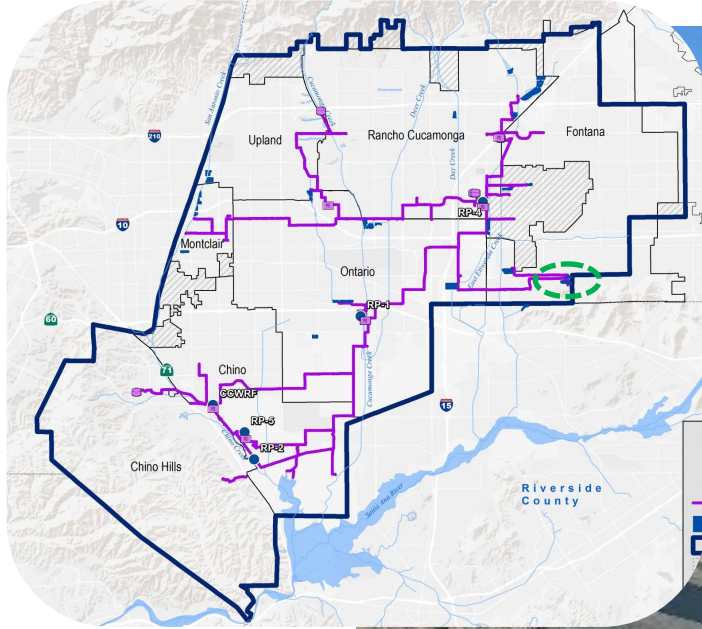 San Antonio Creek
Cucamonga Creek
Deer Creek
Day Creek
210
Upland
Rancho Cucamonga
Fontana
RP-4
10
Montclair
Ontario
East Etiwanda Creek
RP-1
60
71
Chino
Cucamonga Creek
CCWRF
15
RP-5
RP-2
Chino Creek
Chino Hills
Santa Ana River
Riverside
County